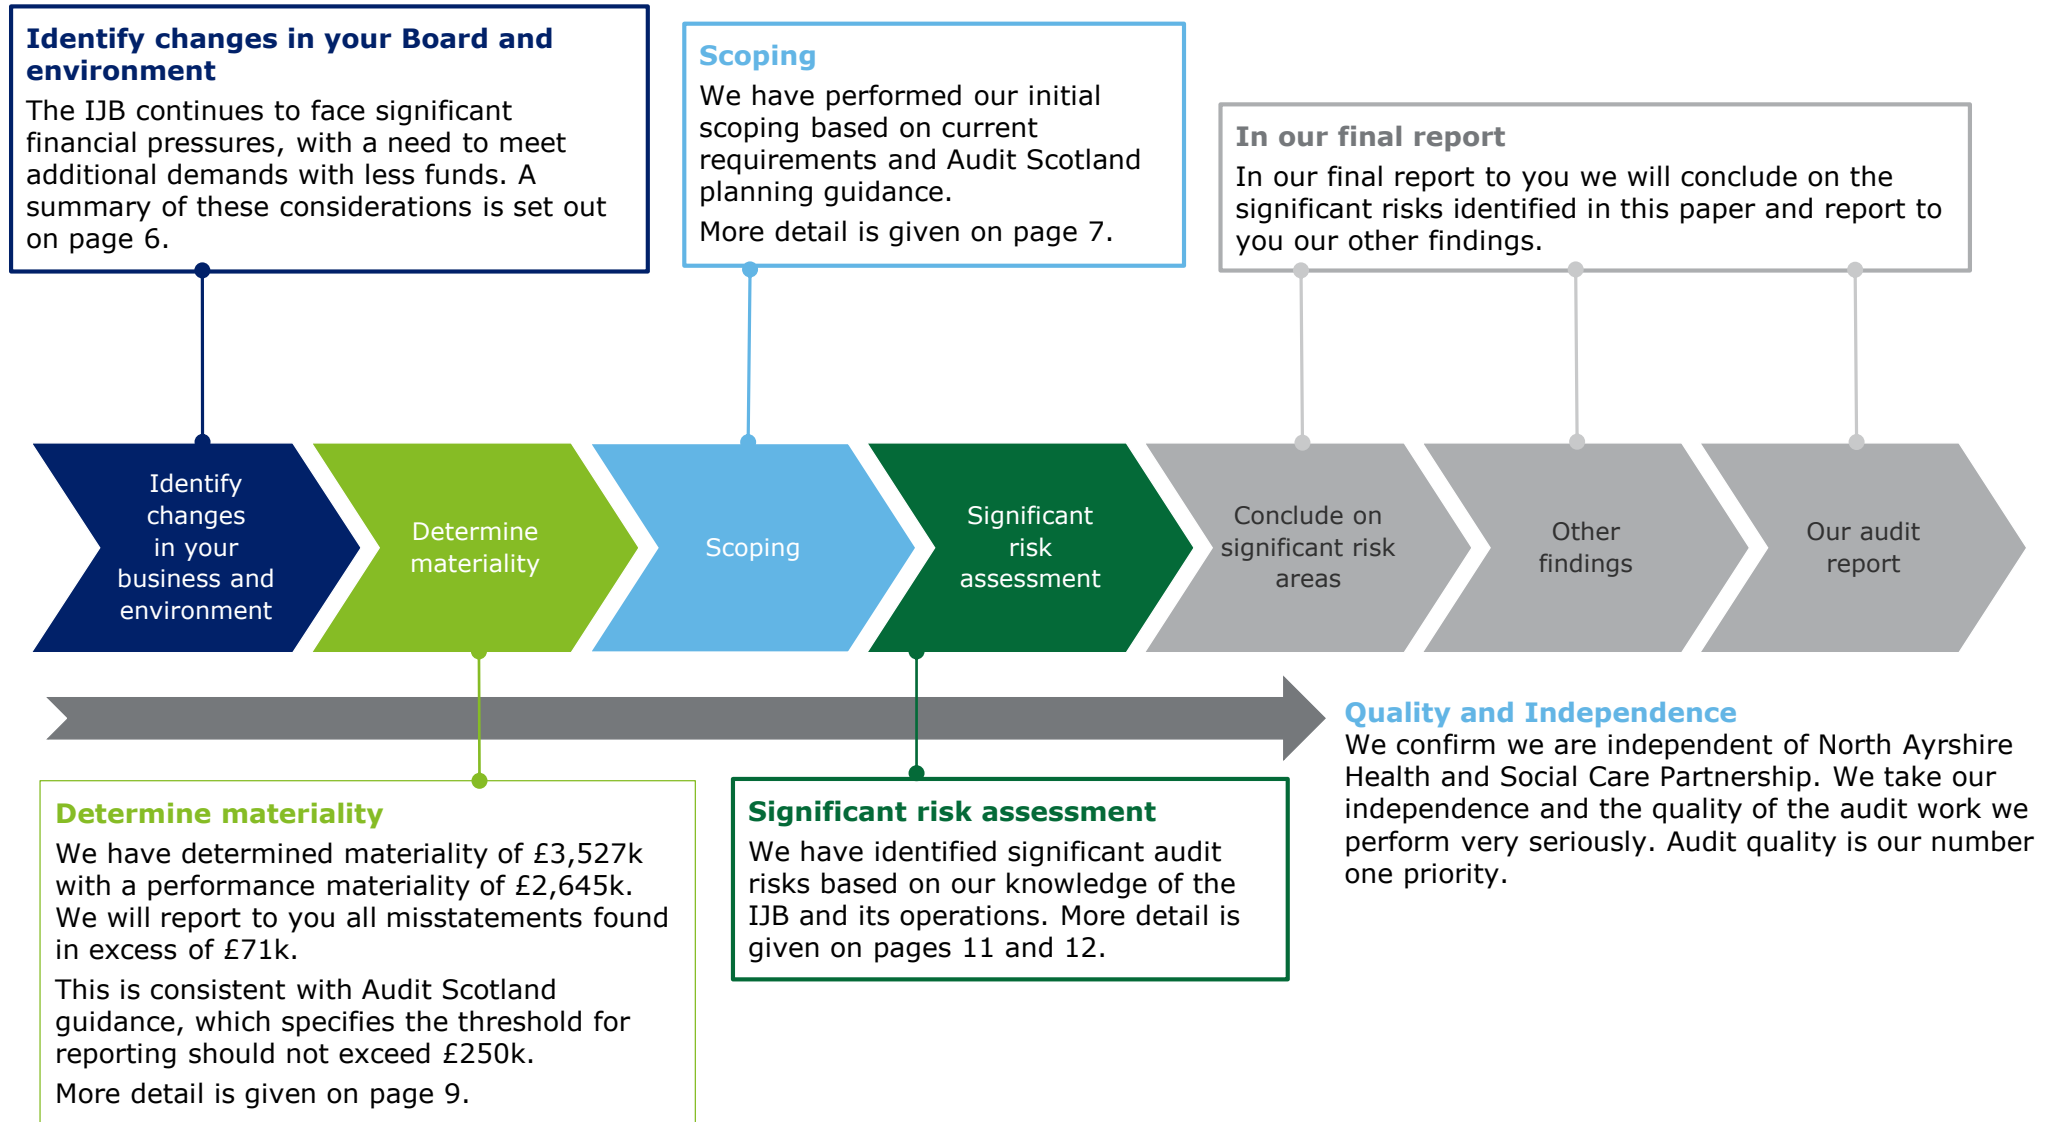 Identify changes in your Board and
environment
The IJB continues to face significant
financial pressures, with a need to meet
additional demands with less funds. A
summary of these considerations is set out
on page 6.
Scoping
We have performed our initial
scoping based on current
requirements and Audit Scotland
planning guidance.
More detail is given on page 7.
In our final report
In our final report to you we will conclude on the
significant risks identified in this paper and report to
you our other findings.
Identify
changes
in your
business and
environment
Determine
materiality
Scoping
Significant
risk
assessment
Conclude on
significant risk
areas
Other
findings
Our audit
report
Determine materiality
We have determined materiality of £3,527k
with a performance materiality of £2,645k.
We will report to you all misstatements found
in excess of £71k.
This is consistent with Audit Scotland
guidance, which specifies the threshold for
reporting should not exceed £250k.
More detail is given on page 9.
Significant risk assessment
We have identified significant audit
risks based on our knowledge of the
IJB and its operations. More detail is
given on pages 11 and 12.
Quality and Independence
We confirm we are independent of North Ayrshire
Health and Social Care Partnership. We take our
independence and the quality of the audit work we
perform very seriously. Audit quality is our number
one priority.